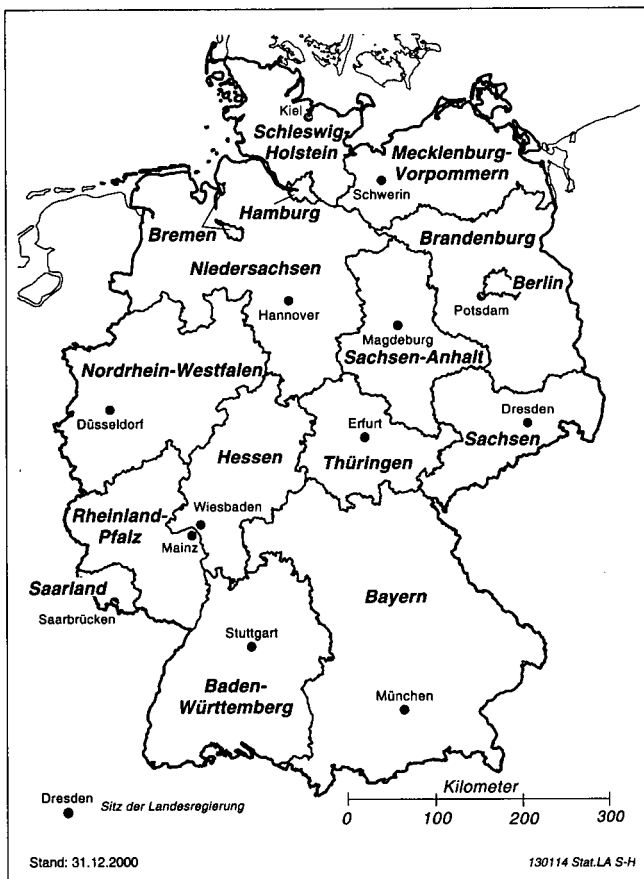 Kiel
Schleswig-
Holstein
Mecklenburg-
Vorpommern
Schwerin
Hamburg
Bremen
Brandenburg
Niedersachsen
Berlin
Hannover
Potsdam
Magdeburg
Sachsen-Anhalt
Nordrhein-Westfalen
Düsseldorf
Dresden
Erfurt
Sachsen
Hessen
Thüringen
Rheinland-
Pfalz
Wiesbaden
Mainz
Saarland
Saarbrücken
Bayern
Stuttgart
Baden-
Württemberg
München
Kilometer
Dresden
Sitz der Landesregierung
0 100 200 300
Stand: 31.12.2000
130114 Stat.LA S-H